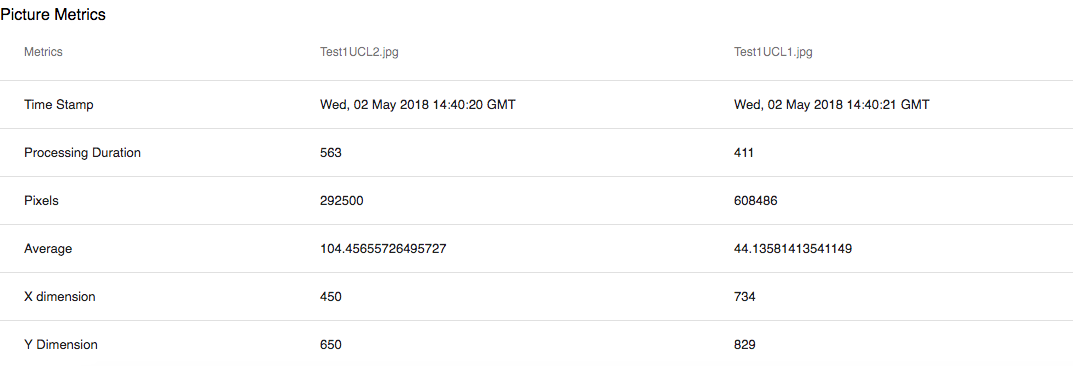 Picture Metrics
Metrics Test1UCL2.jpg Test1UCL1.jpg
Time Stamp Wed, 02 May 2018 14:40:20 GMT Wed, 02 May 2018 14:40:21 GMT
Processing Duration 563 411
Pixels 292500 608486
Average 104.45655726495727 44.13581413541149
X dimension 450 734
Y Dimension 650 829